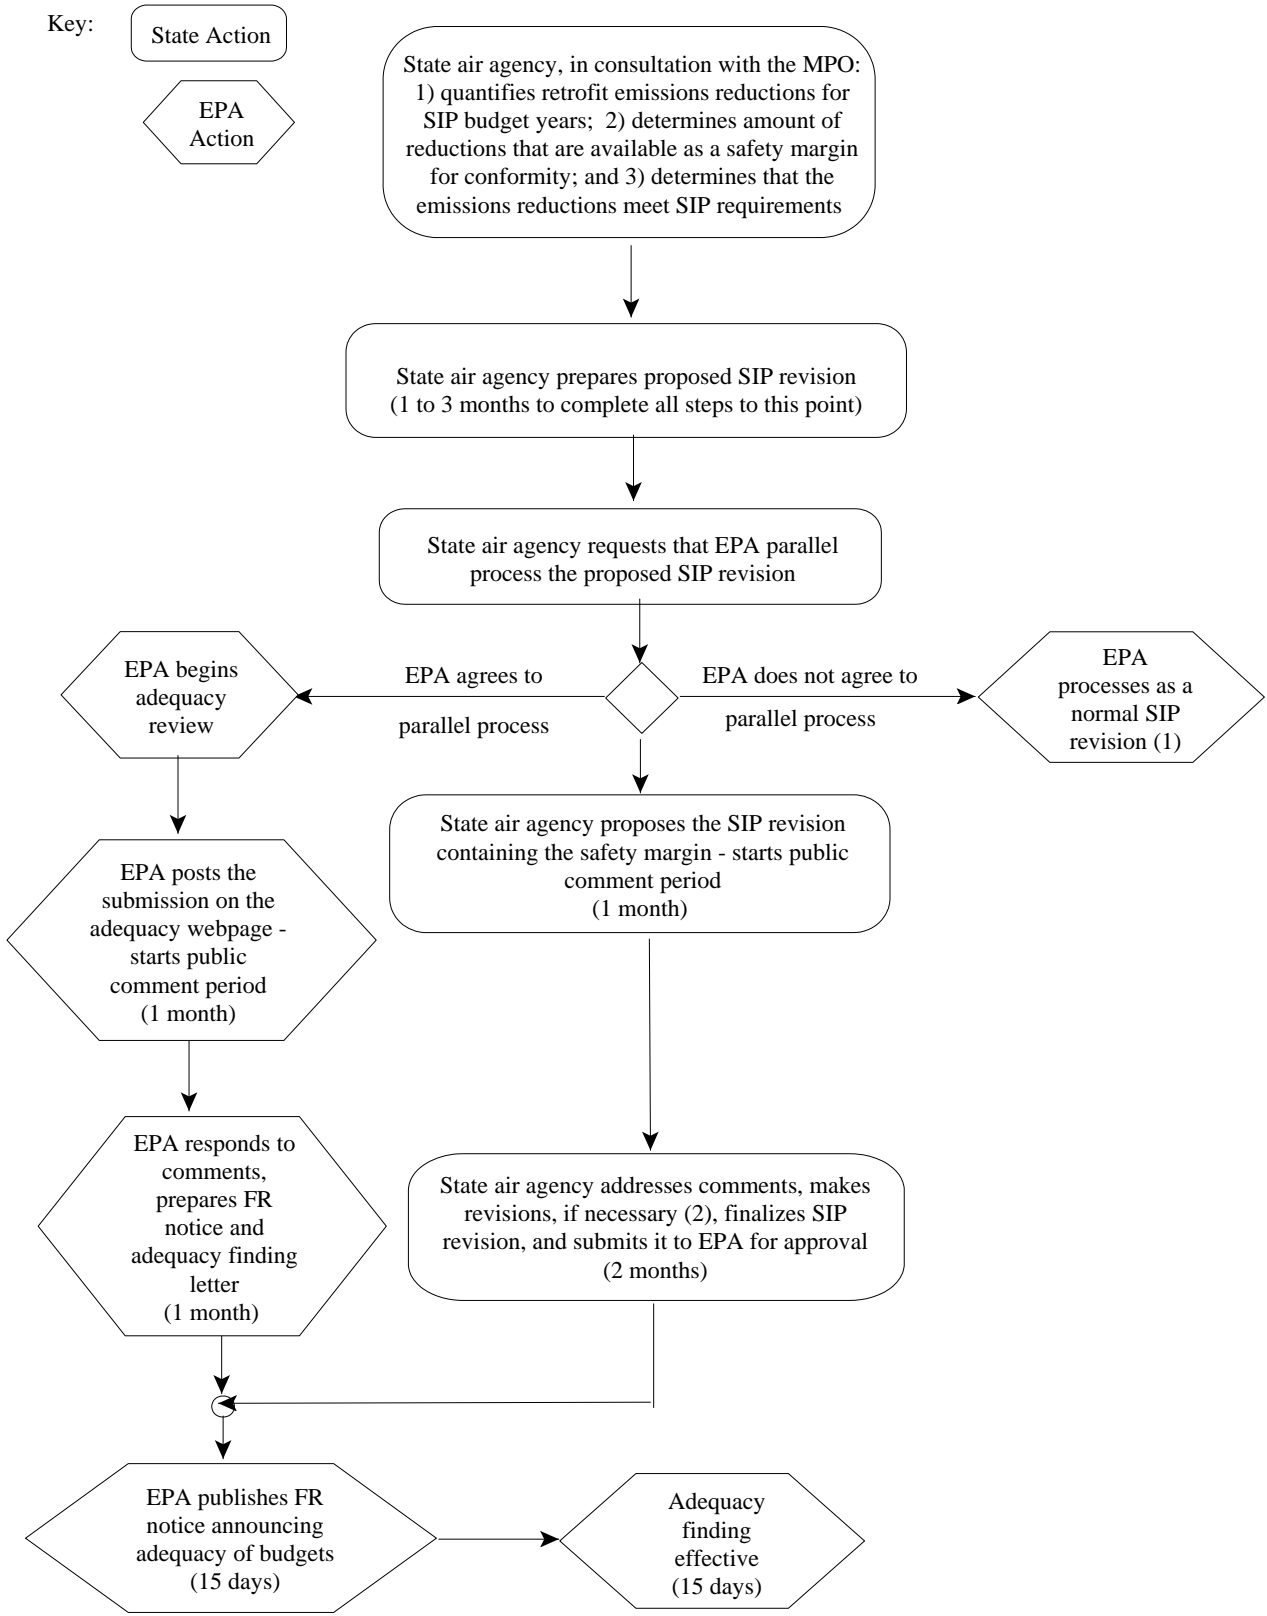 Key:
State Action
EPA
Action
State air agency, in consultation with the MPO:
1) quantifies retrofit emissions reductions for
SIP budget years;  2) determines amount of
reductions that are available as a safety margin
for conformity; and 3) determines that the
emissions reductions meet SIP requirements
State air agency prepares proposed SIP revision
(1 to 3 months to complete all steps to this point)
State air agency requests that EPA parallel
process the proposed SIP revision
EPA begins
adequacy
review
EPA agrees to
parallel process
EPA does not agree to
parallel process
EPA
processes as a
normal SIP
revision (1)
State air agency proposes the SIP revision
containing the safety margin - starts public
comment period
(1 month)
EPA posts the
submission on the
adequacy webpage -
starts public
comment period
(1 month)
EPA responds to
comments,
prepares FR
notice and
adequacy finding
letter
(1 month)
State air agency addresses comments, makes
revisions, if necessary (2), finalizes SIP
revision, and submits it to EPA for approval
(2 months)
EPA publishes FR
notice announcing
adequacy of budgets
(15 days)
Adequacy
finding
effective
(15 days)